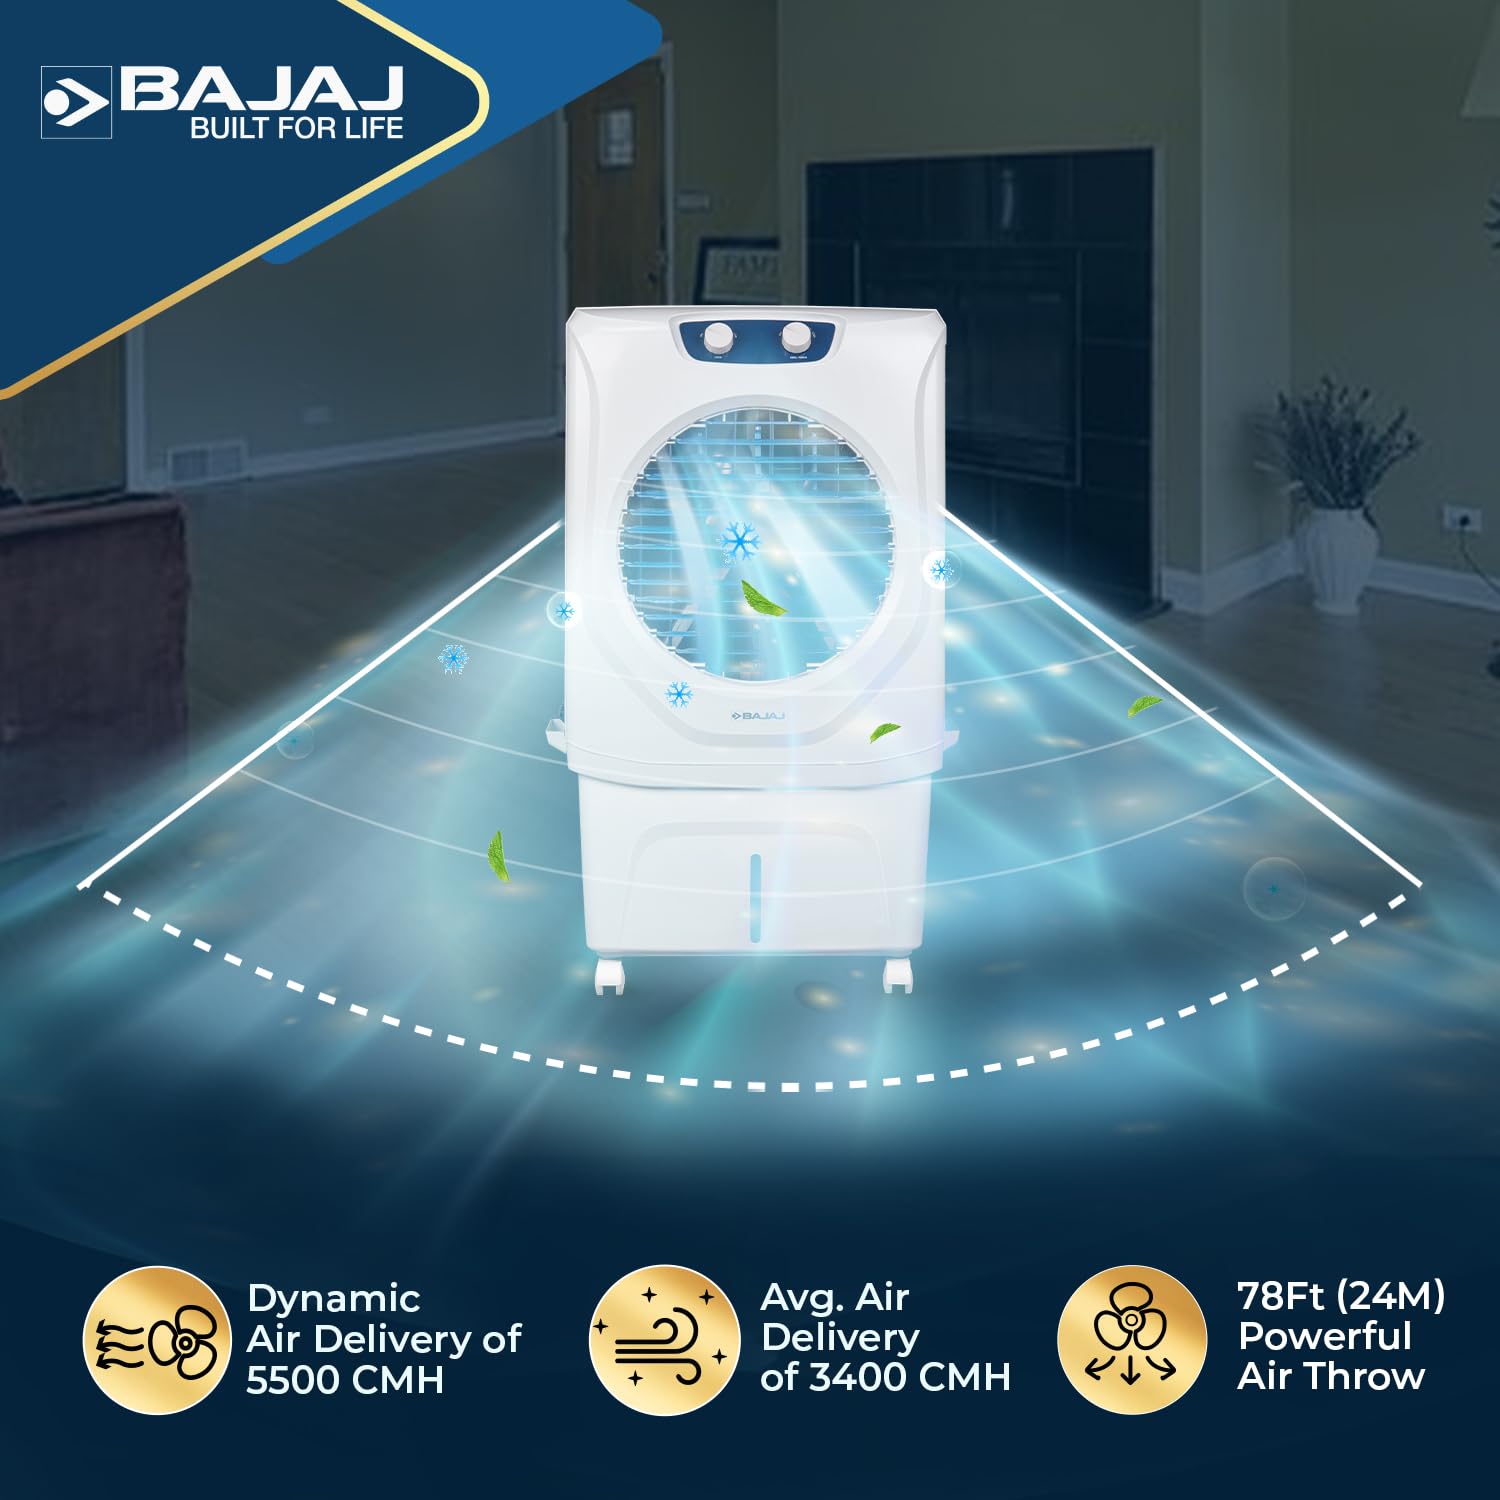 BAJAJ
BUILT FOR LIFE
FAMI
BAJAJ
Dynamic
Air Delivery of
5500 CMH
Avg. Air
Delivery
of 3400 CMH
78Ft (24M)
Powerful
Air Throw